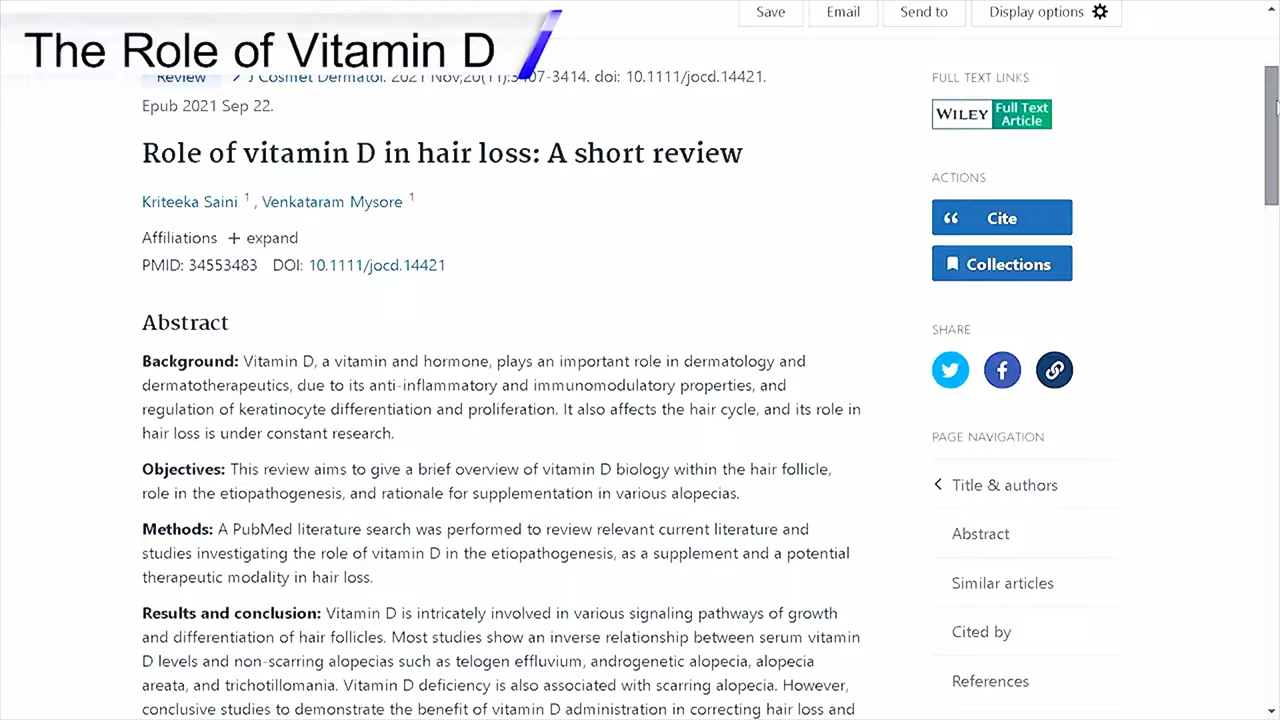 Save
Email
Send to
Display options
The Role of Vitamin D
Review
J Cosmet Dermatol. 2021 Nov;20(11):3407-3414. doi: 10.1111/jocd.14421.
Epub 2021 Sep 22.
Role of vitamin D in hair loss: A short review
Kriteeka Saini 1 , Venkataram Mysore 1
Affiliations + expand
PMID: 34553483 DOI: 10.1111/jocd.14421
Abstract
Background: Vitamin D, a vitamin and hormone, plays an important role in dermatology and
dermatotherapeutics, due to its anti-inflammatory and immunomodulatory properties, and
regulation of keratinocyte differentiation and proliferation. It also affects the hair cycle, and its role in
hair loss is under constant research.
Objectives: This review aims to give a brief overview of vitamin D biology within the hair follicle,
role in the etiopathogenesis, and rationale for supplementation in various alopecias.
Methods: A PubMed literature search was performed to review relevant current literature and
studies investigating the role of vitamin D in the etiopathogenesis, as a supplement and a potential
therapeutic modality in hair loss.
Results and conclusion: Vitamin D is intricately involved in various signaling pathways of growth
and differentiation of hair follicles. Most studies show an inverse relationship between serum vitamin
D levels and non-scarring alopecias such as telogen effluvium, androgenetic alopecia, alopecia
areata, and trichotillomania. Vitamin D deficiency is also associated with scarring alopecia. However,
conclusive studies to demonstrate the benefit of vitamin D administration in correcting hair loss and
FULL TEXT LINKS
WILEY Full Text
Article
ACTIONS
Cite
Collections
SHARE
PAGE NAVIGATION
Title & authors
Abstract
Similar articles
Cited by
References